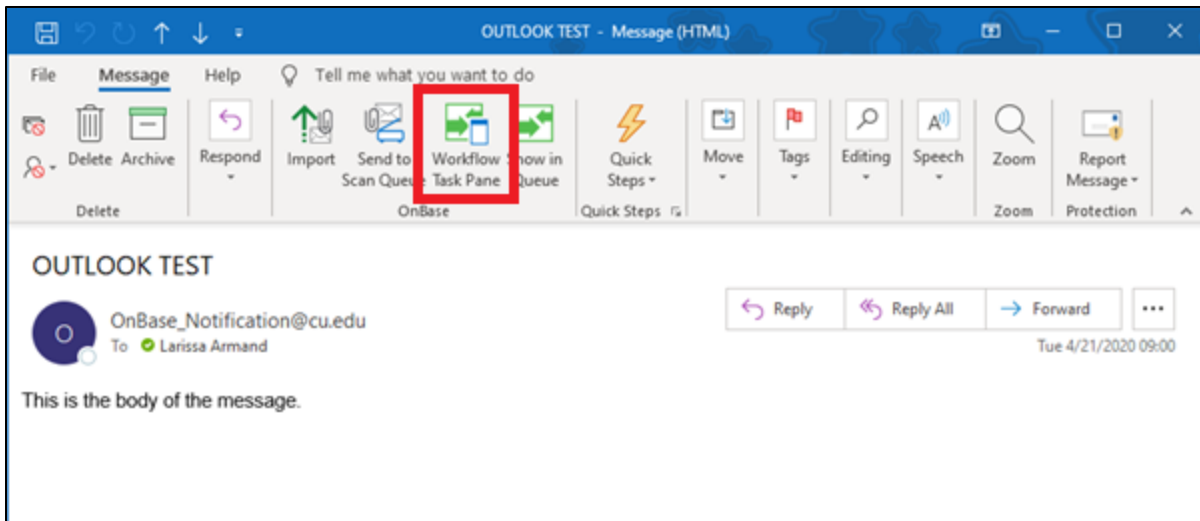 OUTLOOK TEST - Message (HTML)
File Message Help Tell me what you want to do
Delete Archive Respond Import Send to Scan Queue Workflow Task Pane in Queue Quick Steps Move Tags Editing Speech Zoom Report Message
Delete OnBase Quick Steps Zoom Protection
OUTLOOK TEST
O
OnBase_Notification@cu.edu
Reply Reply All Forward
To Larissa Armand
Tue 4/21/2020 09:00
This is the body of the message.